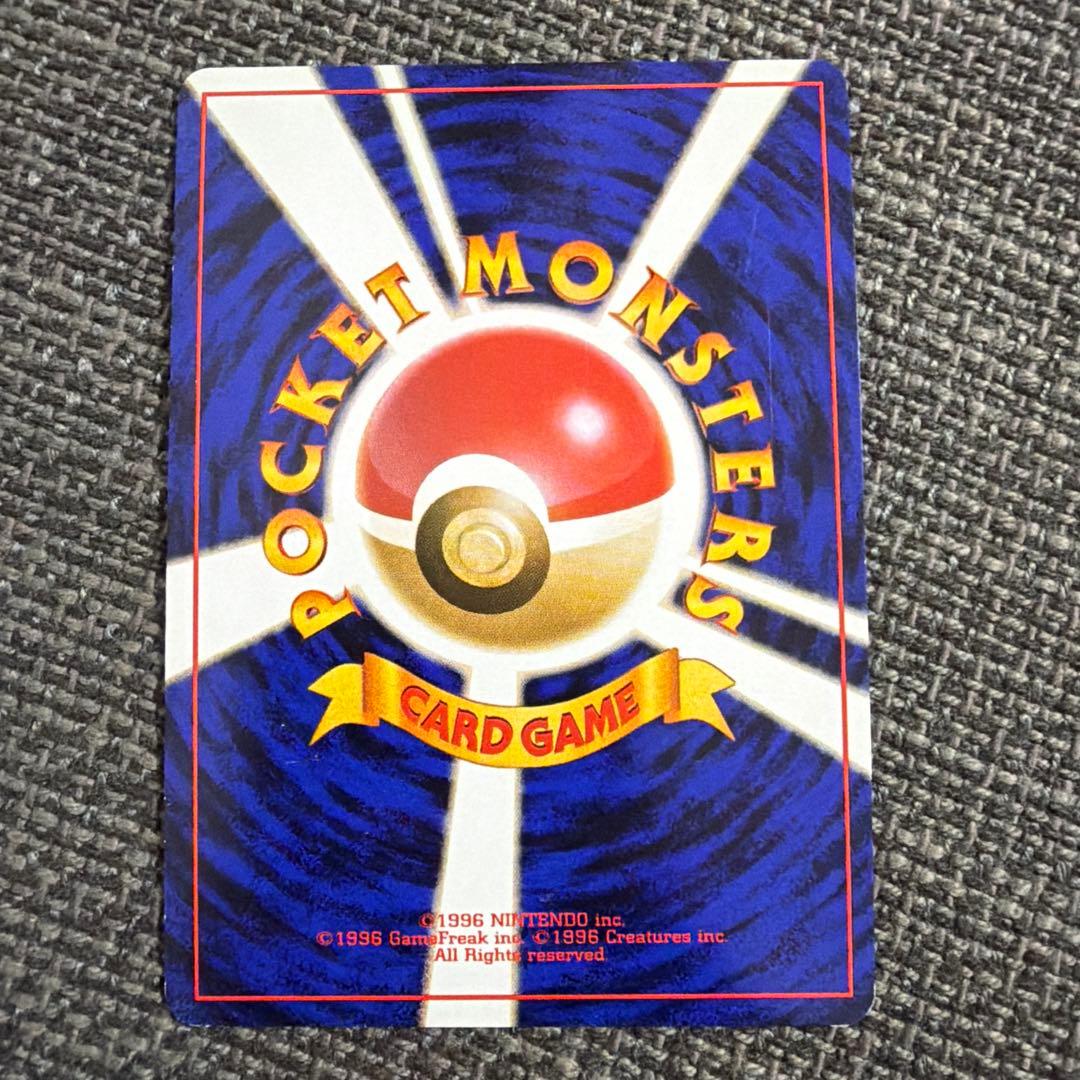 POCKET MONSTERS
CARD GAME
©1996 NINTENDO inc.
©1996 GameFreak inc. ©1996 Creatures inc.
All Rights reserved